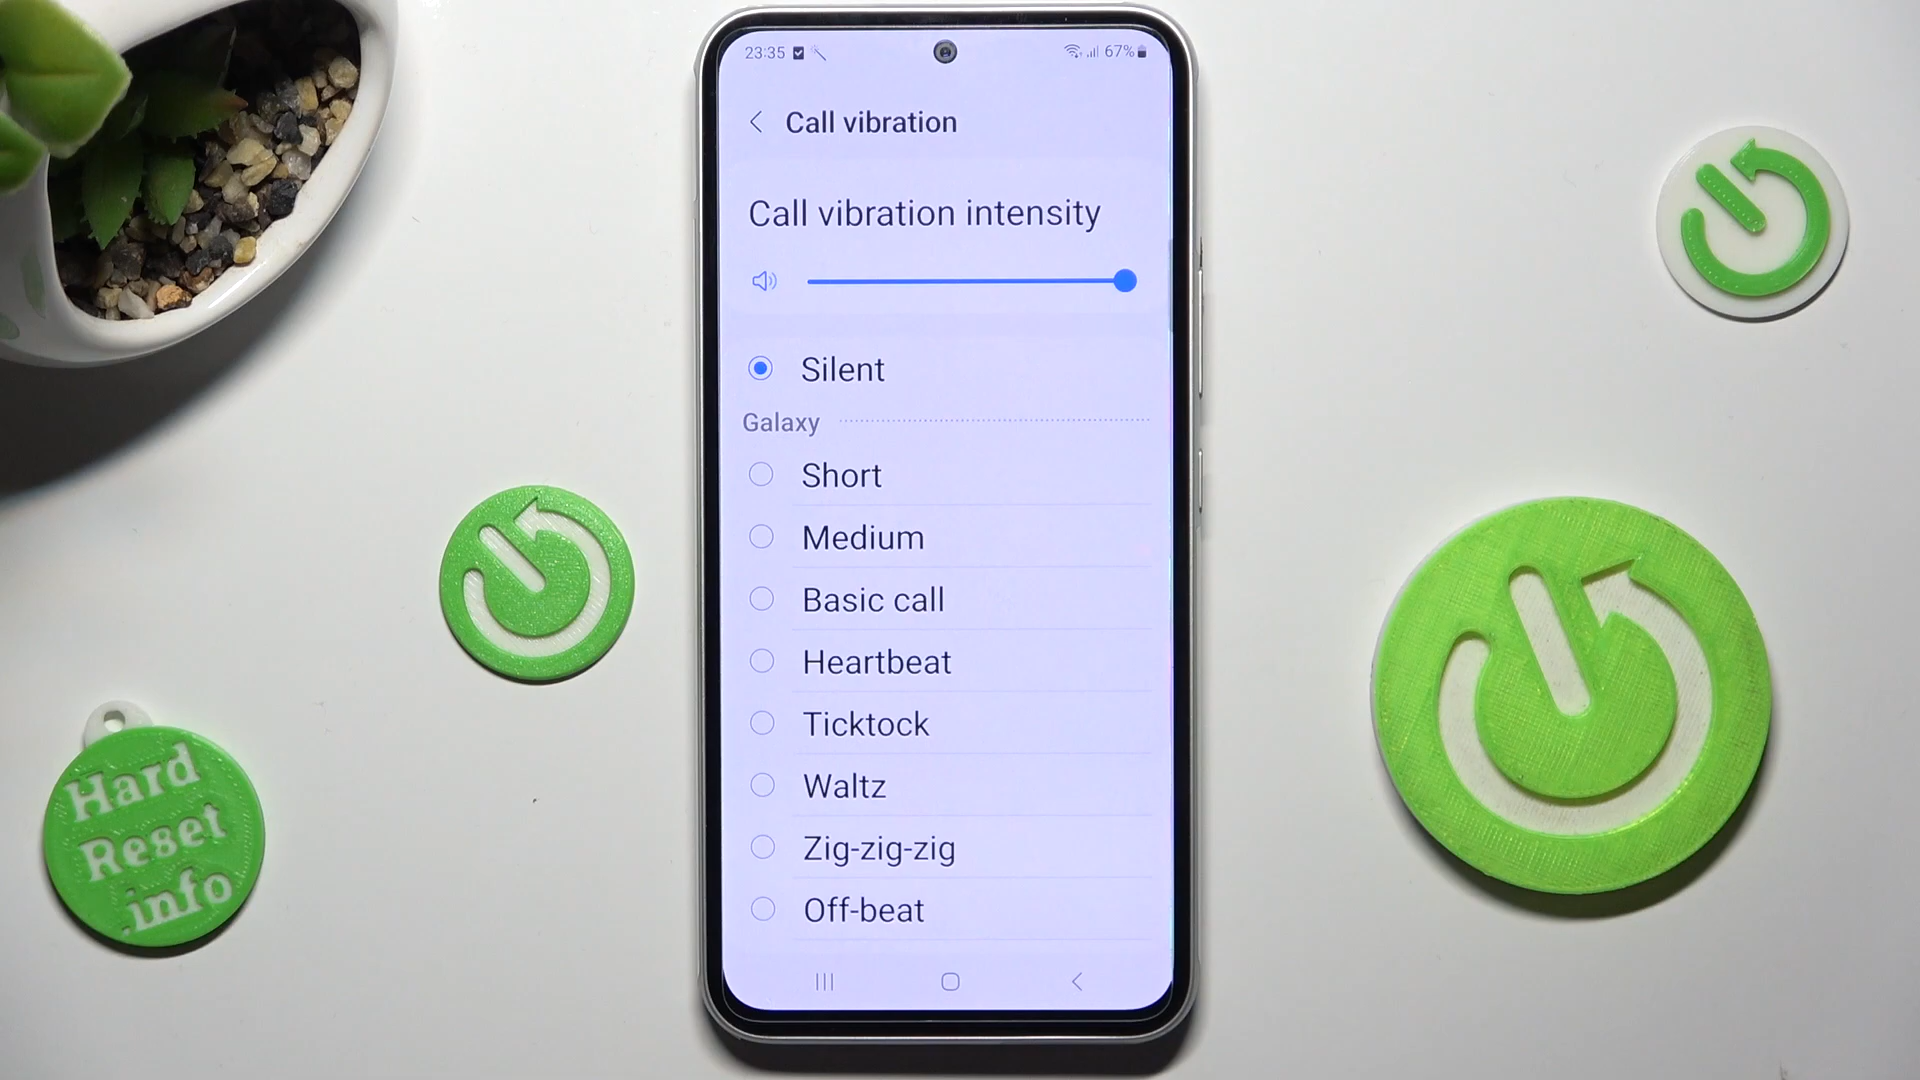 23:35
67%
Call vibration
Call vibration intensity
Silent
Galaxy
Short
Medium
Basic call
Heartbeat
Ticktock
Waltz
Zig-zig-zig
Off-beat
Hard
Reset
.info